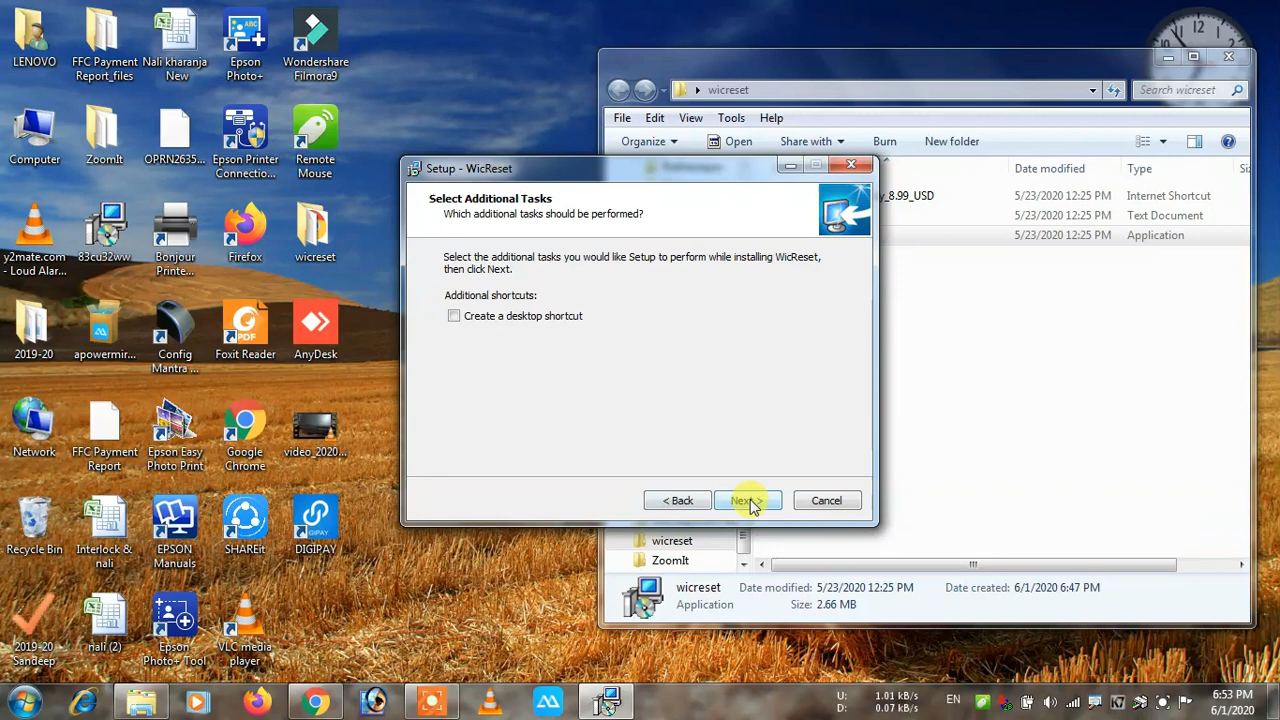 LENOVO
FFC Payment
Report_files
Nali kharanja
New
Epson
Photo+
Wondershare
Filmora9
Computer
ZoomIt
OPRN2635...
Epson Printer
Connectio...
Remote
Mouse
y2mate.com
- Loud Alar...
83cu32ww
Bonjour
Printe...
Firefox
wicreset
2019-20
apowermir...
Config
Mantra ...
Foxit Reader
AnyDesk
Network
FFC Payment
Report
Epson Easy
Photo Print
Google
Chrome
video_2020...
Recycle Bin
Interlock &
nali
EPSON
Manuals
SHAREit
DIGIPAY
2019-20
Sandeep
nali (2)
Epson
Photo+ Tool
VLC media
player
wicreset
Search wicreset
File Edit View Tools Help
Organize Open Share with Burn New folder
Date modified Type
y_8.99_USD 5/23/2020 12:25 PM Internet Shortcut
5/23/2020 12:25 PM Text Document
5/23/2020 12:25 PM Application
Setup - WicReset
Select Additional Tasks
Which additional tasks should be performed?
Select the additional tasks you would like Setup to perform while installing WicReset,
then click Next.
Additional shortcuts:
Create a desktop shortcut
< Back Next > Cancel
wicreset
ZoomIt
wicreset Date modified: 5/23/2020 12:25 PM Date created: 6/1/2020 6:47 PM
Application Size: 2.66 MB
U: 1.01 kB/s
D: 0.07 kB/s
EN
6:53 PM
6/1/2020